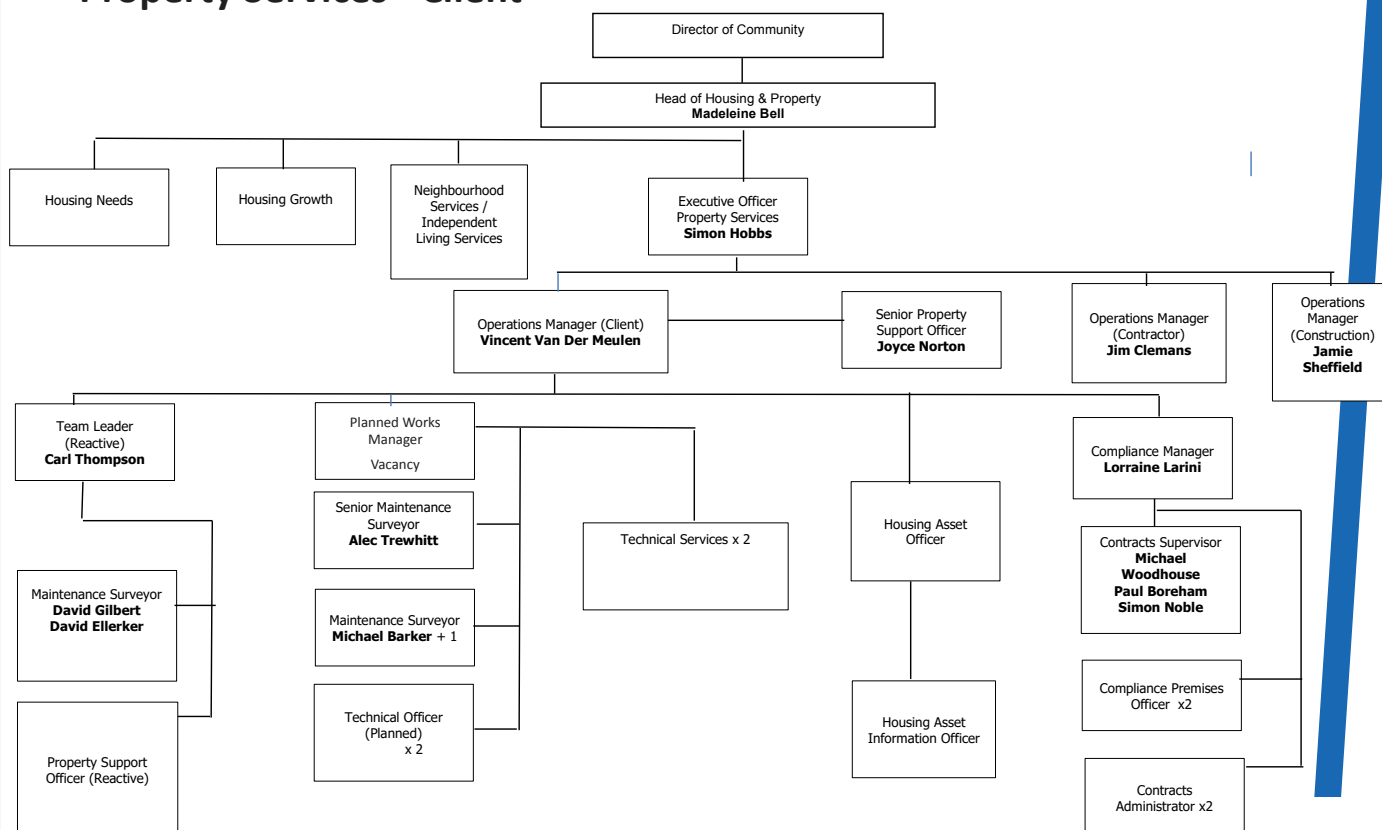 Property Services - Client
Director of Community
Head of Housing & Property
Madeleine Bell
Housing Needs
Housing Growth
Neighbourhood
Services /
Independent
Living Services
Executive Officer
Property Services
Simon Hobbs
Operations Manager (Client)
Vincent Van Der Meulen
Senior Property
Support Officer
Joyce Norton
Operations Manager
(Contractor)
Jim Clemans
Operations
Manager
(Construction)
Jamie
Sheffield
Team Leader
(Reactive)
Carl Thompson
Planned Works
Manager
Vacancy
Compliance Manager
Lorraine Larini
Senior Maintenance
Surveyor
Alec Trewhitt
Technical Services x 2
Housing Asset
Officer
Contracts Supervisor
Michael
Woodhouse
Paul Boreham
Simon Noble
Maintenance Surveyor
David Gilbert
David Ellerker
Maintenance Surveyor
Michael Barker + 1
Compliance Premises
Officer x2
Technical Officer
(Planned)
x 2
Housing Asset
Information Officer
Property Support
Officer (Reactive)
Contracts
Administrator x2